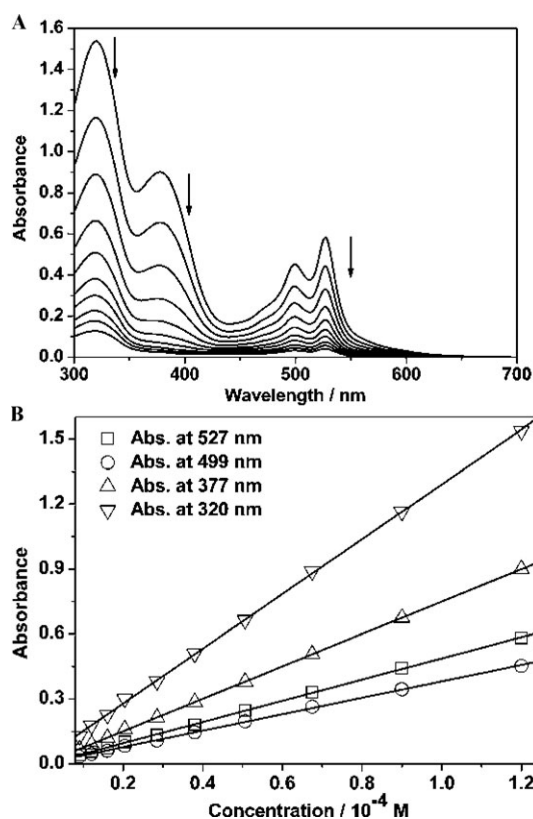 A
1.6
1.4
1.2
1.0
0.8
0.6
0.4
0.2
0.0
Absorbance
300 400 500 600 700
Wavelength / nm
B
1.5
1.2
0.9
0.6
0.3
0.0
Absorbance
Abs. at 527 nm
Abs. at 499 nm
Abs. at 377 nm
Abs. at 320 nm
0.2 0.4 0.6 0.8 1.0 1.2
Concentration / 10⁻⁴ M